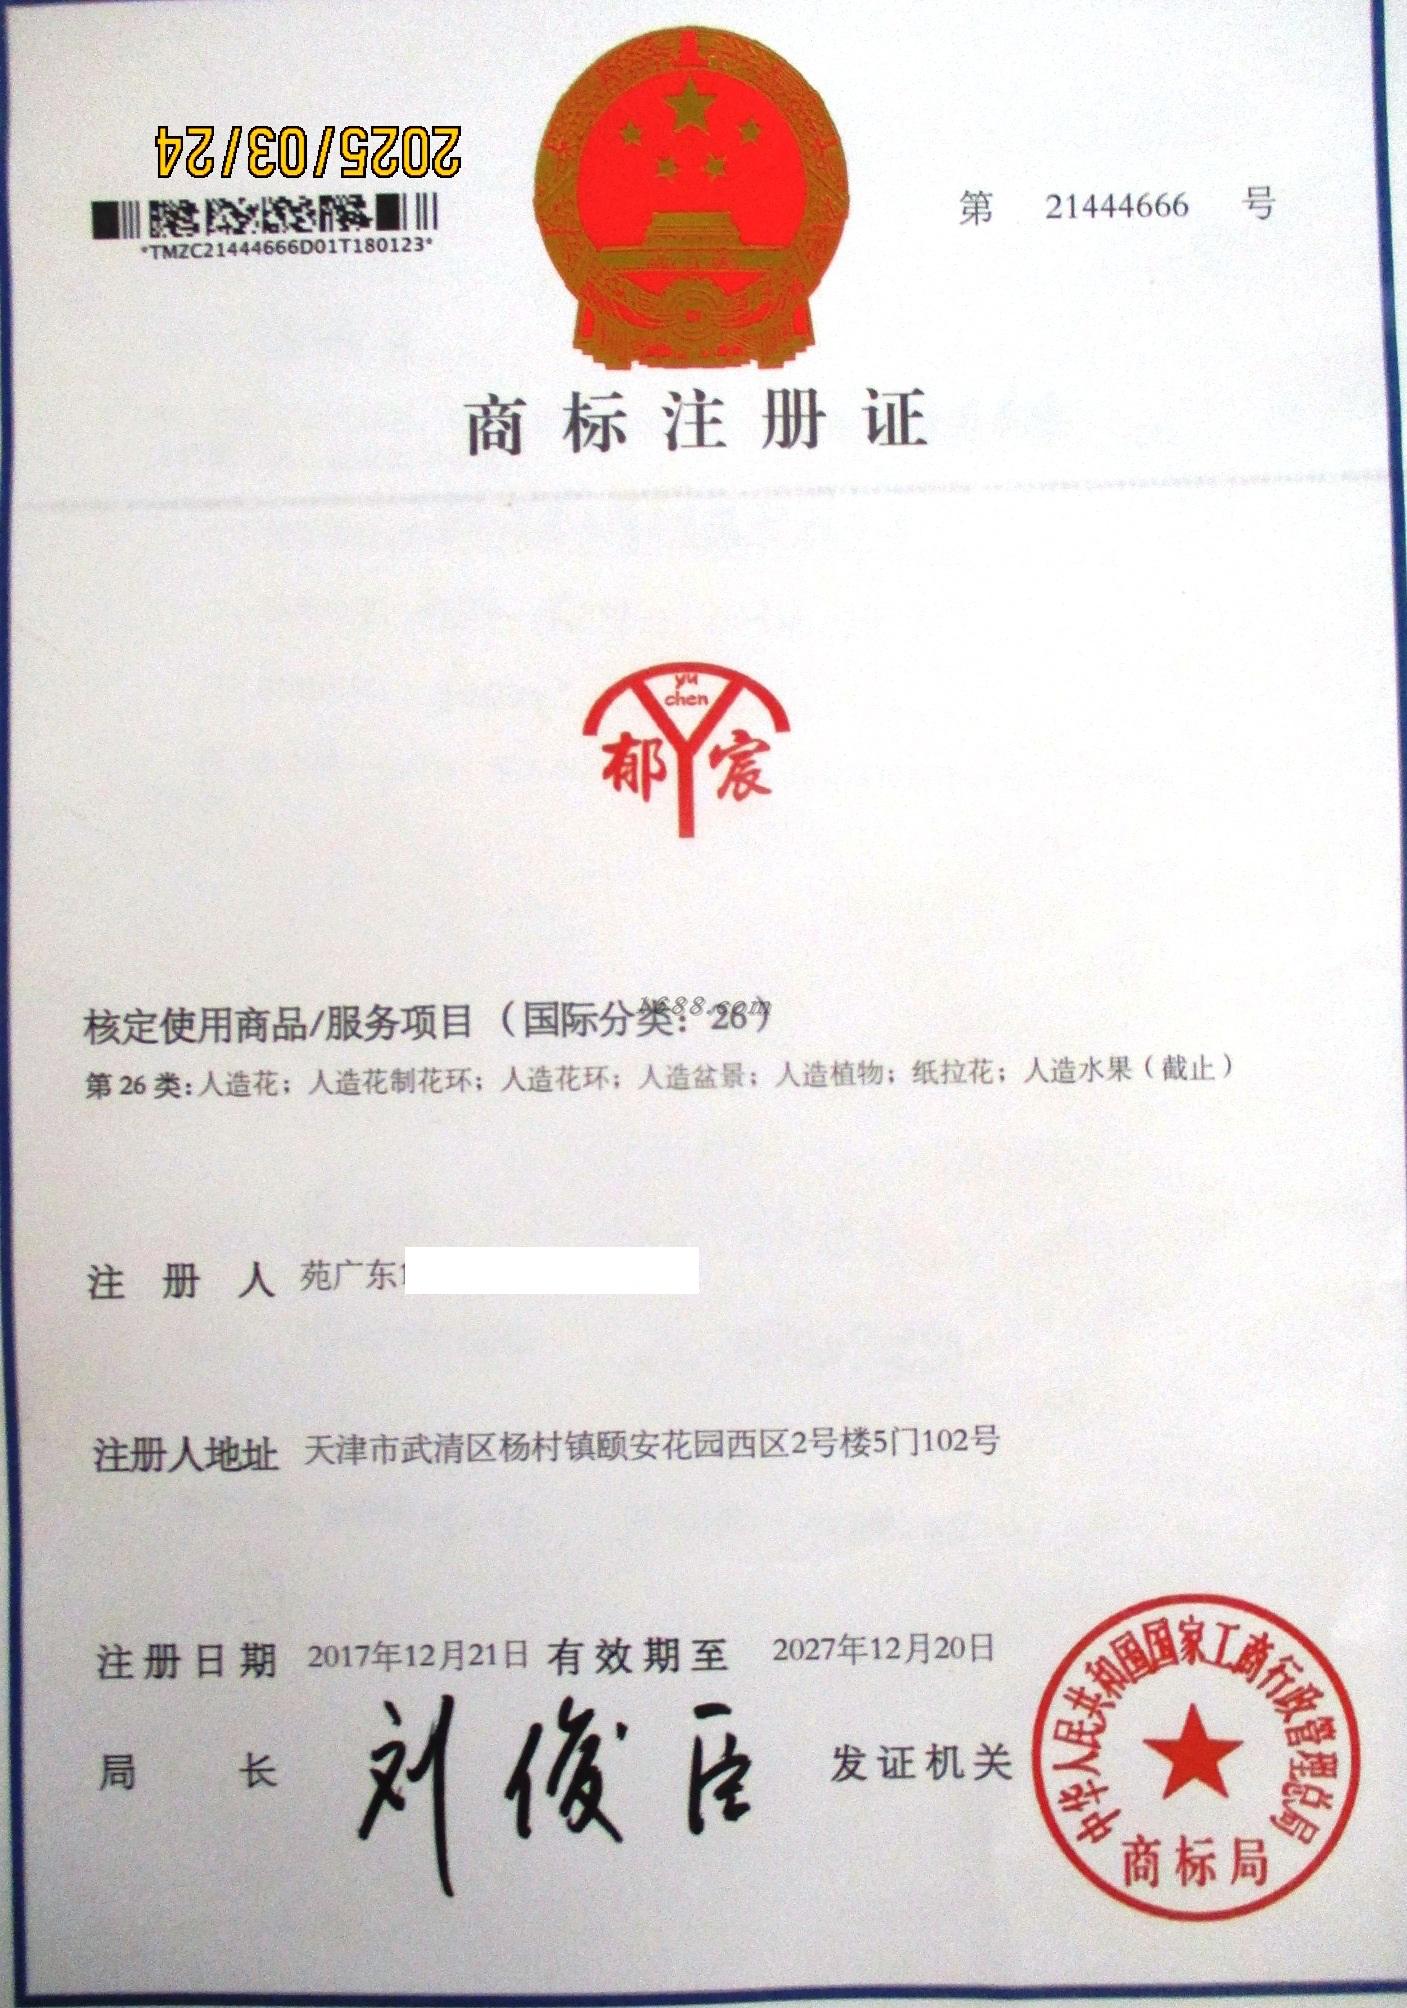 2025/03/24
*TMZC21444666D01T180123*
第 21444666 号
商标注册证
yu
chen
郁宸
核定使用商品/服务项目（国际分类：26）
1688.com
第26类：人造花；人造花制花环；人造花环；人造盆景；人造植物；纸拉花；人造水果（截止）
注册人 苑广东
注册人地址 天津市武清区杨村镇颐安花园西区2号楼5门102号
注册日期 2017年12月21日 有效期至 2027年12月20日
局长 刘俊臣 发证机关
中华人民共和国国家工商行政管理总局
商标局